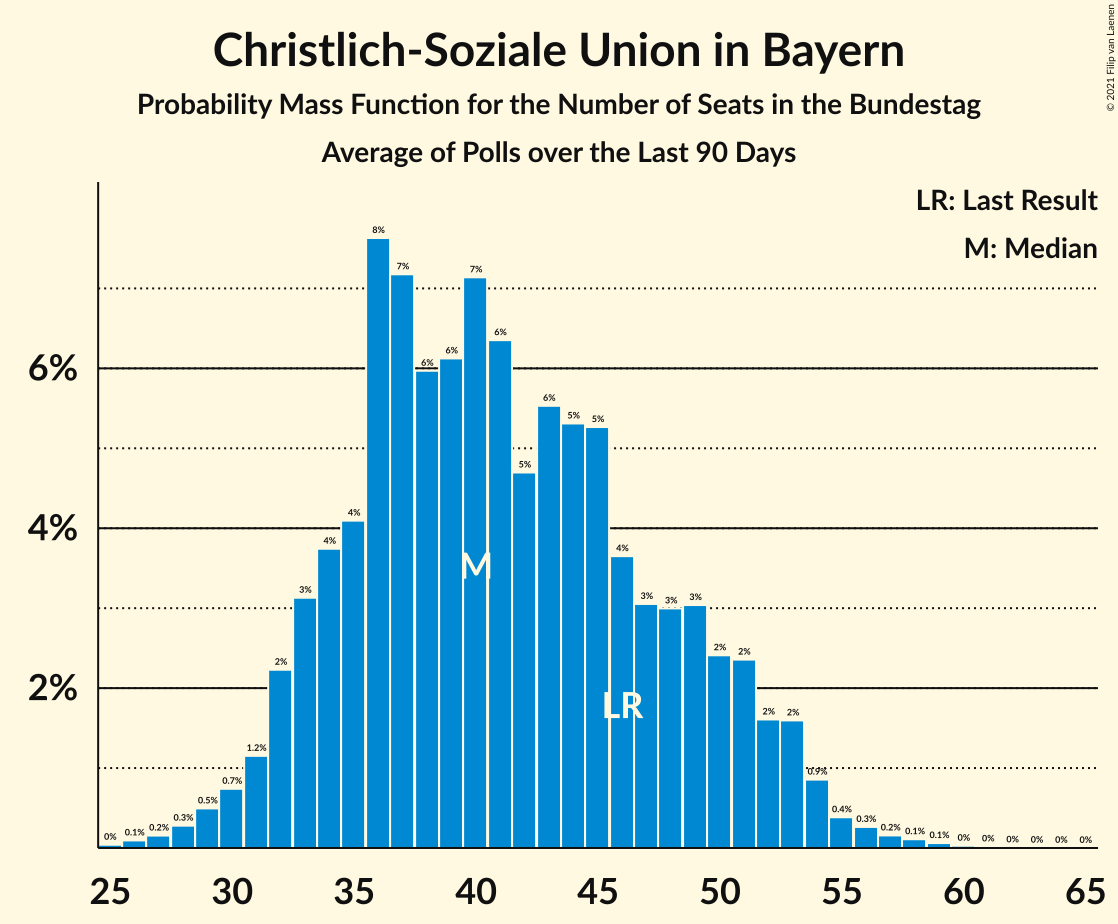 Christlich-Soziale Union in Bayern
Probability Mass Function for the Number of Seats in the Bundestag
Average of Polls over the Last 90 Days
© 2021 Filip van Laenen
LR: Last Result
M: Median
6%
4%
2%
0% 0.1% 0.2% 0.3% 0.5% 0.7% 1.2% 2% 3% 4% 4% 8% 7% 6% 6% 7% 6% 5% 6% 5% 5% 4% 3% 3% 3% 2% 2% 2% 2% 0.9% 0.4% 0.3% 0.2% 0.1% 0.1% 0% 0% 0% 0% 0% 0%
M
LR
25 30 35 40 45 50 55 60 65